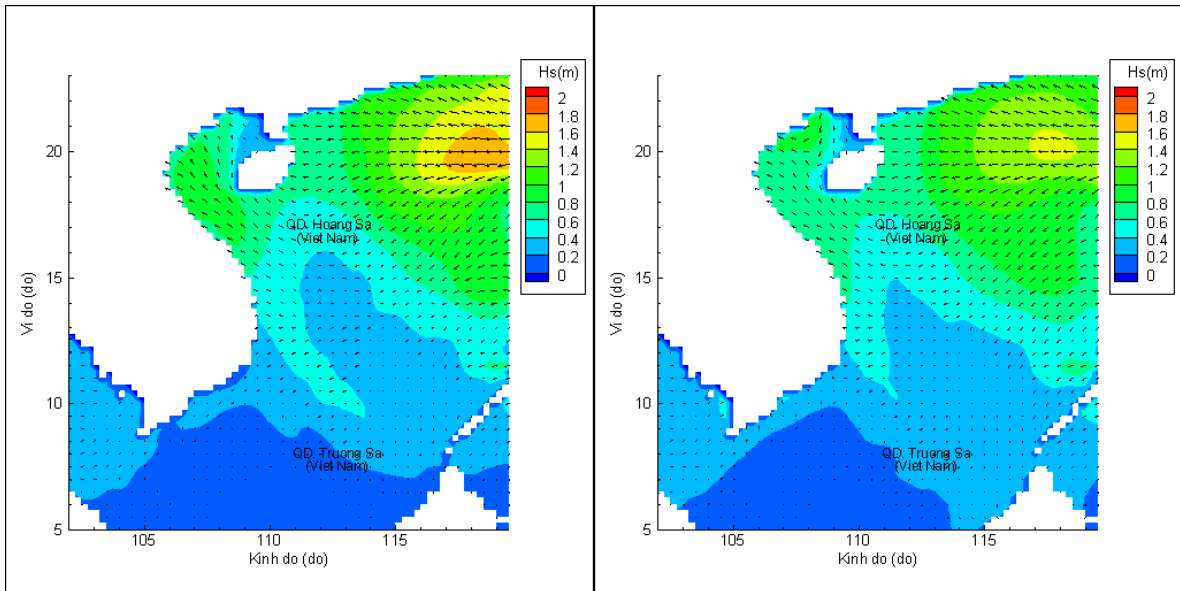 Hs(m)
2
1.8
1.6
1.4
1.2
1
0.8
0.6
0.4
0.2
0
20
15
10
5
Vi do (do)
QD. Hoang Sa
(Viet Nam)
QD. Truong Sa
(Viet Nam)
105
110
115
Kinh do (do)
Hs(m)
2
1.8
1.6
1.4
1.2
1
0.8
0.6
0.4
0.2
0
20
15
10
5
Vi do (do)
QD. Hoang Sa
(Viet Nam)
QD. Truong Sa
(Viet Nam)
105
110
115
Kinh do (do)